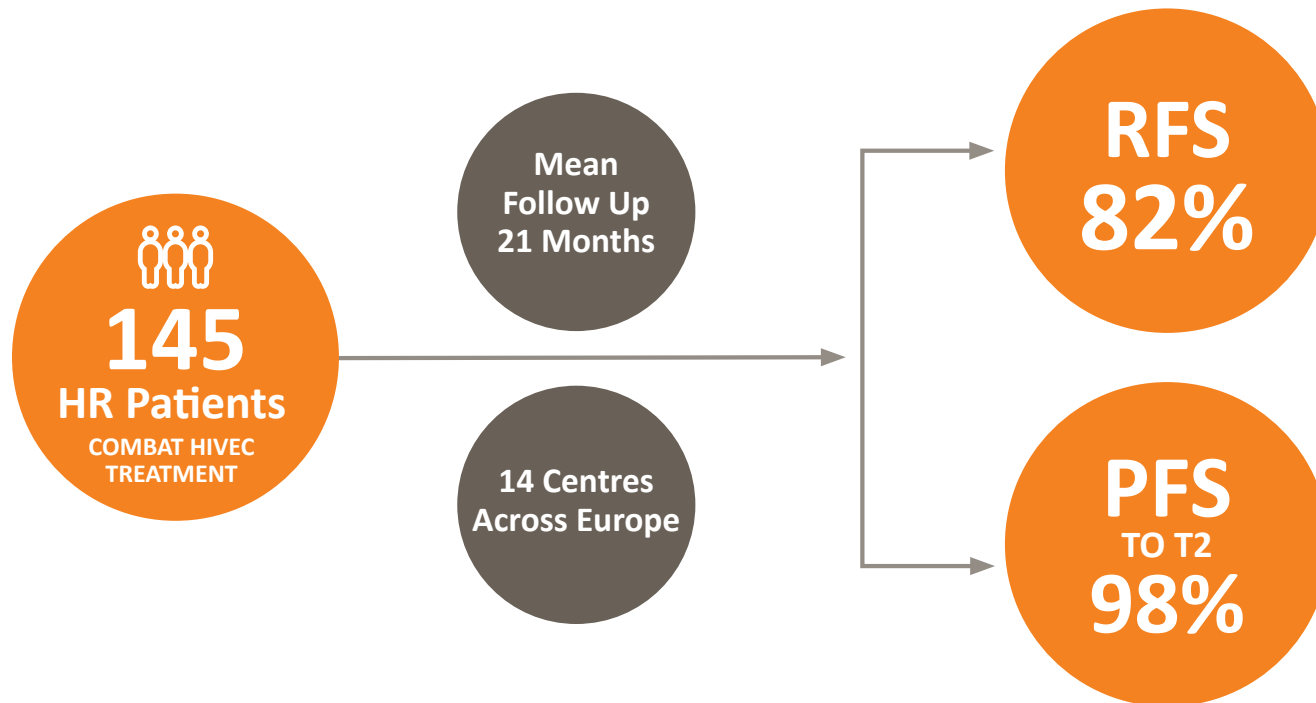 145
HR Patients
COMBAT HIVEC
TREATMENT
Mean
Follow Up
21 Months
14 Centres
Across Europe
RFS
82%
PFS
TO T2
98%